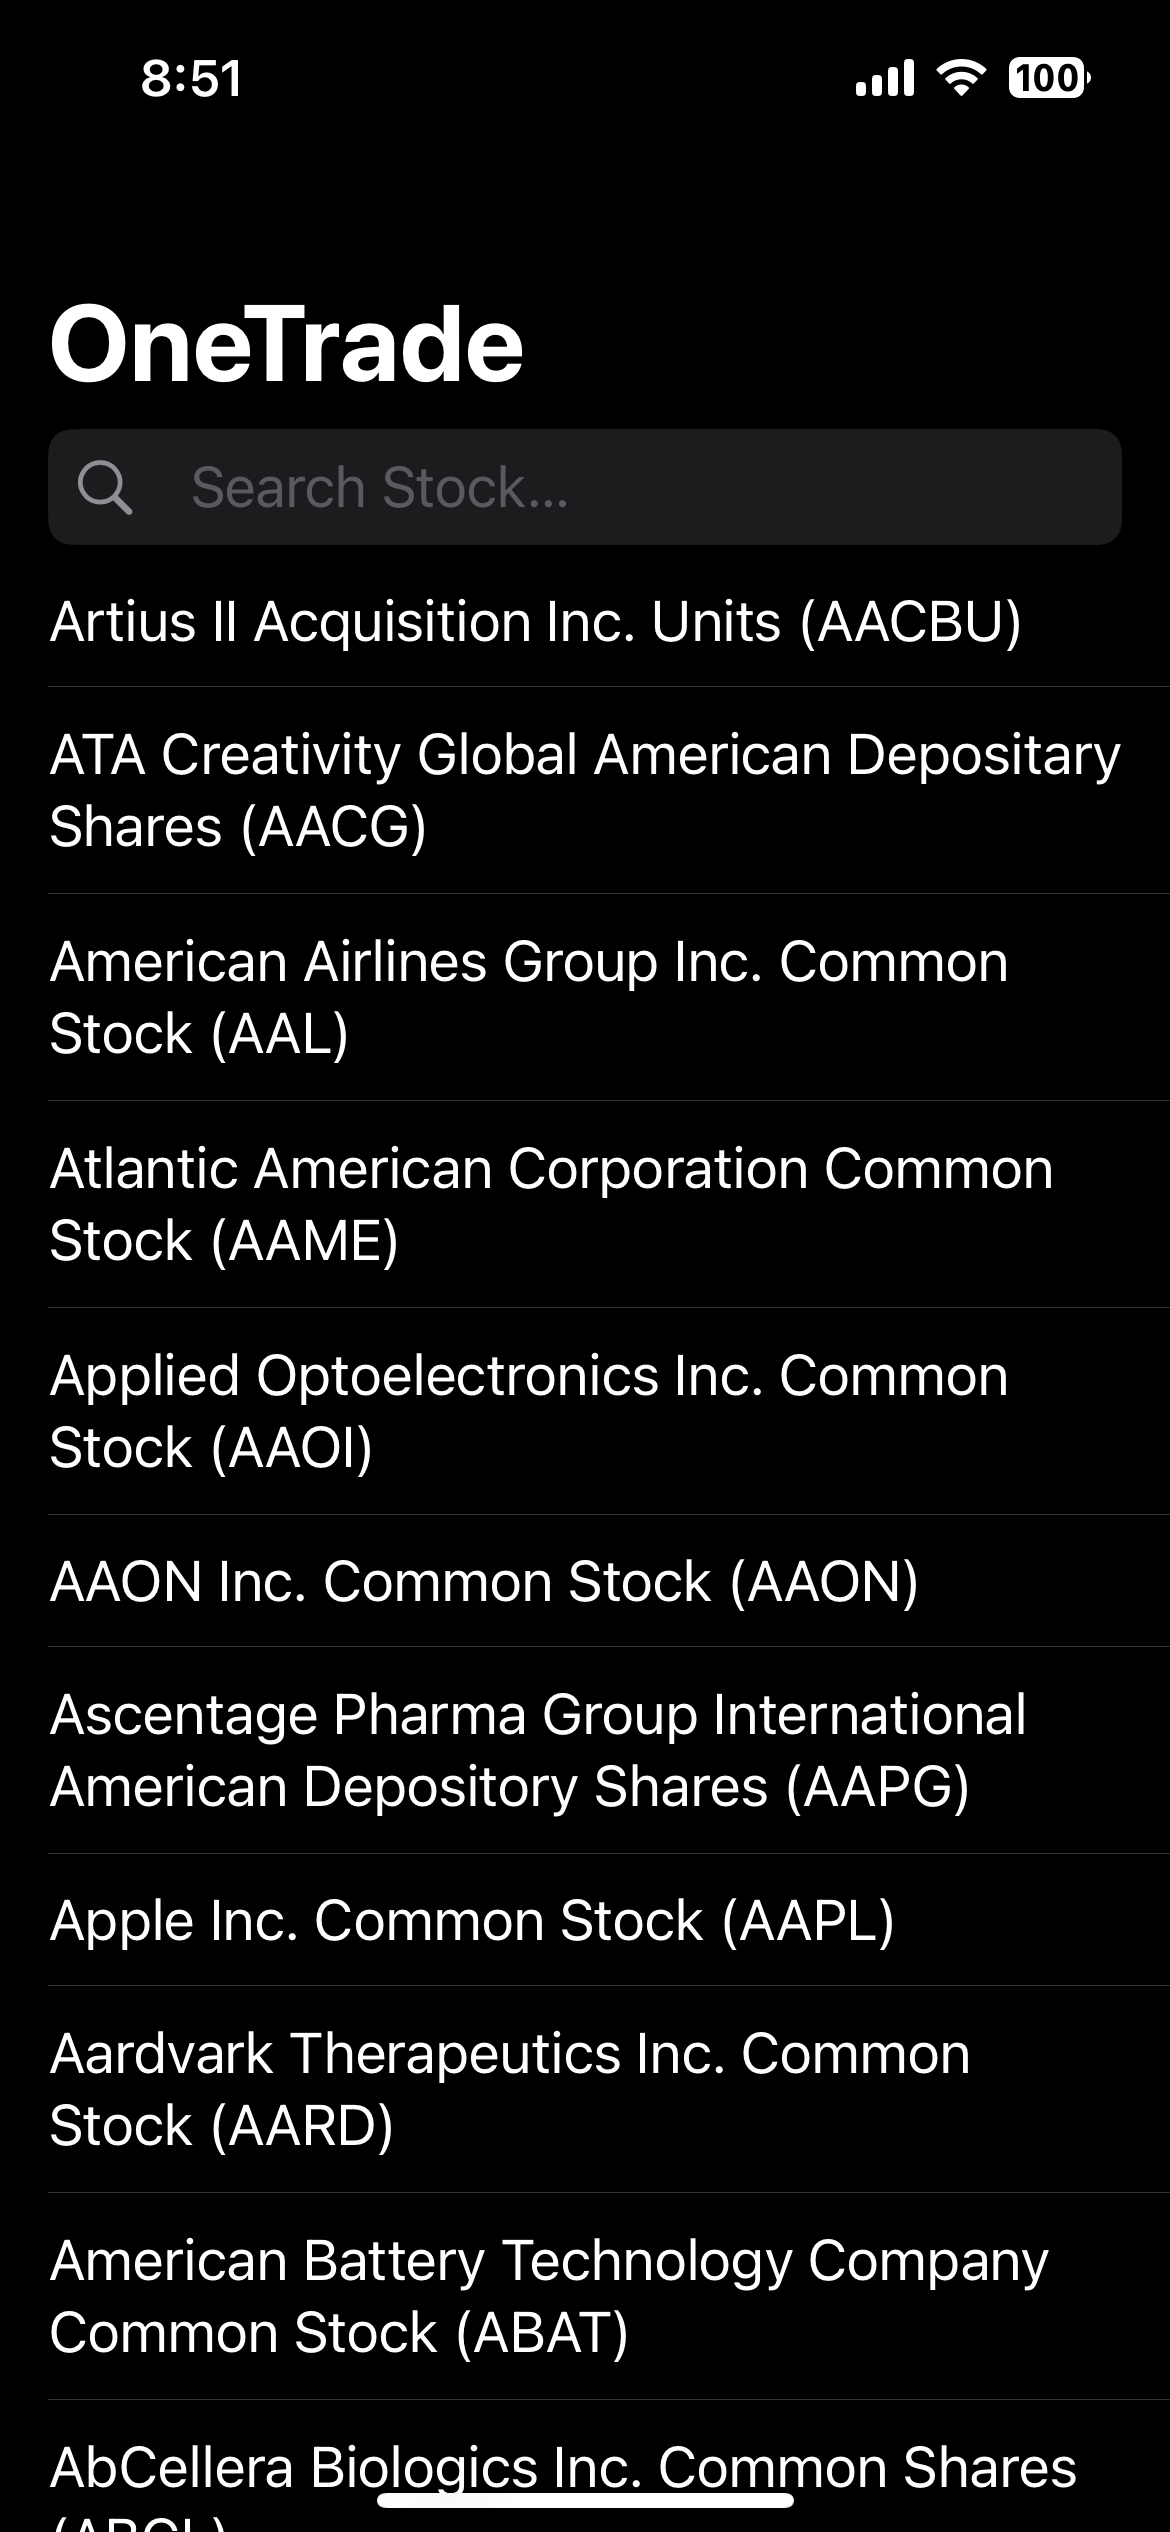 8:51
100
OneTrade
Search Stock...
Artius II Acquisition Inc. Units (AACBU)
ATA Creativity Global American Depositary
Shares (AACG)
American Airlines Group Inc. Common
Stock (AAL)
Atlantic American Corporation Common
Stock (AAME)
Applied Optoelectronics Inc. Common
Stock (AAOI)
AAON Inc. Common Stock (AAON)
Ascentage Pharma Group International
American Depository Shares (AAPG)
Apple Inc. Common Stock (AAPL)
Aardvark Therapeutics Inc. Common
Stock (AARD)
American Battery Technology Company
Common Stock (ABAT)
AbCellera Biologics Inc. Common Shares